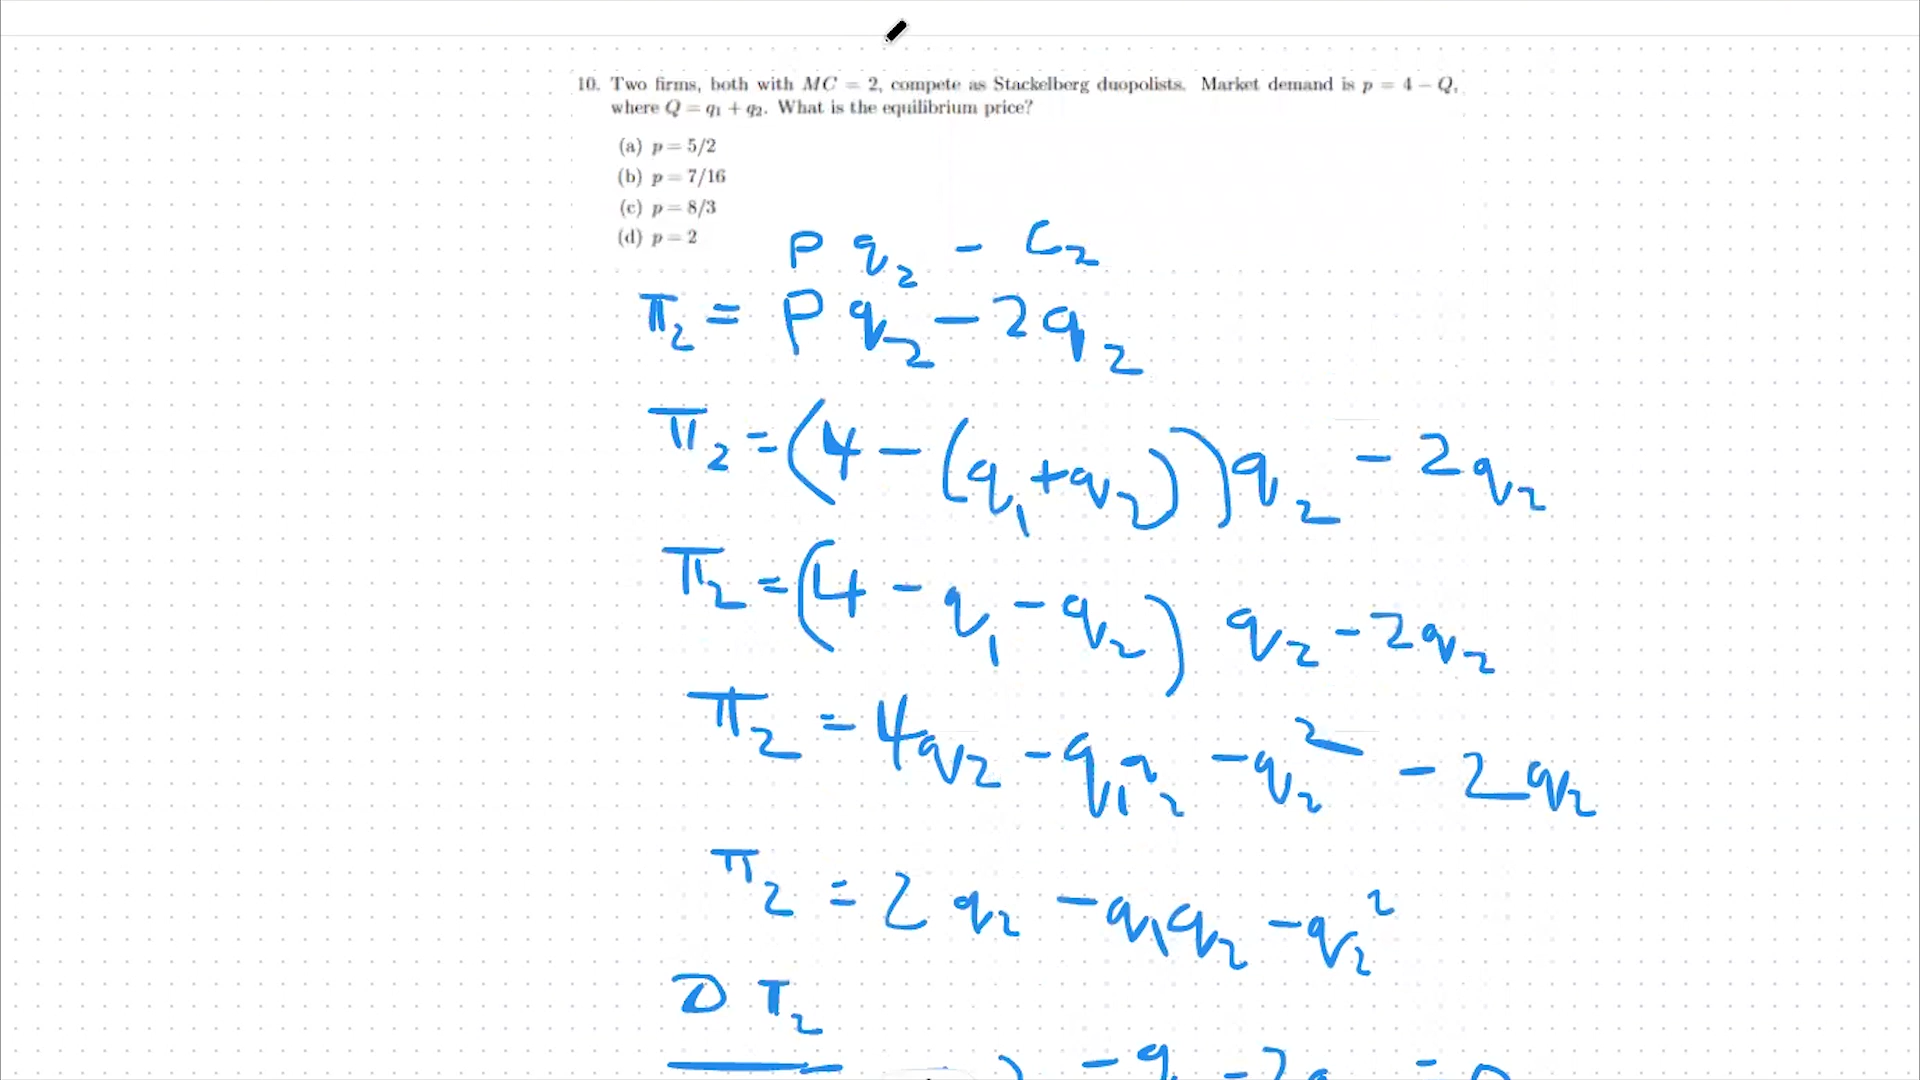 10. Two firms, both with MC = 2, compete as Stackelberg duopolists. Market demand is p = 4 − Q,
where Q = q₁ + q₂. What is the equilibrium price?
(a) p = 5/2
(b) p = 7/16
(c) p = 8/3
(d) p = 2
P q₂ − C₂
π₂ = P q₂ − 2q₂
π₂ = (4 − (q₁+q₂))q₂ − 2q₂
π₂ = (4 − q₁ − q₂) q₂ − 2q₂
π₂ = 4q₂ − q₁q₂ − q₂² − 2q₂
π₂ = 2q₂ − q₁q₂ − q₂²
∂π₂